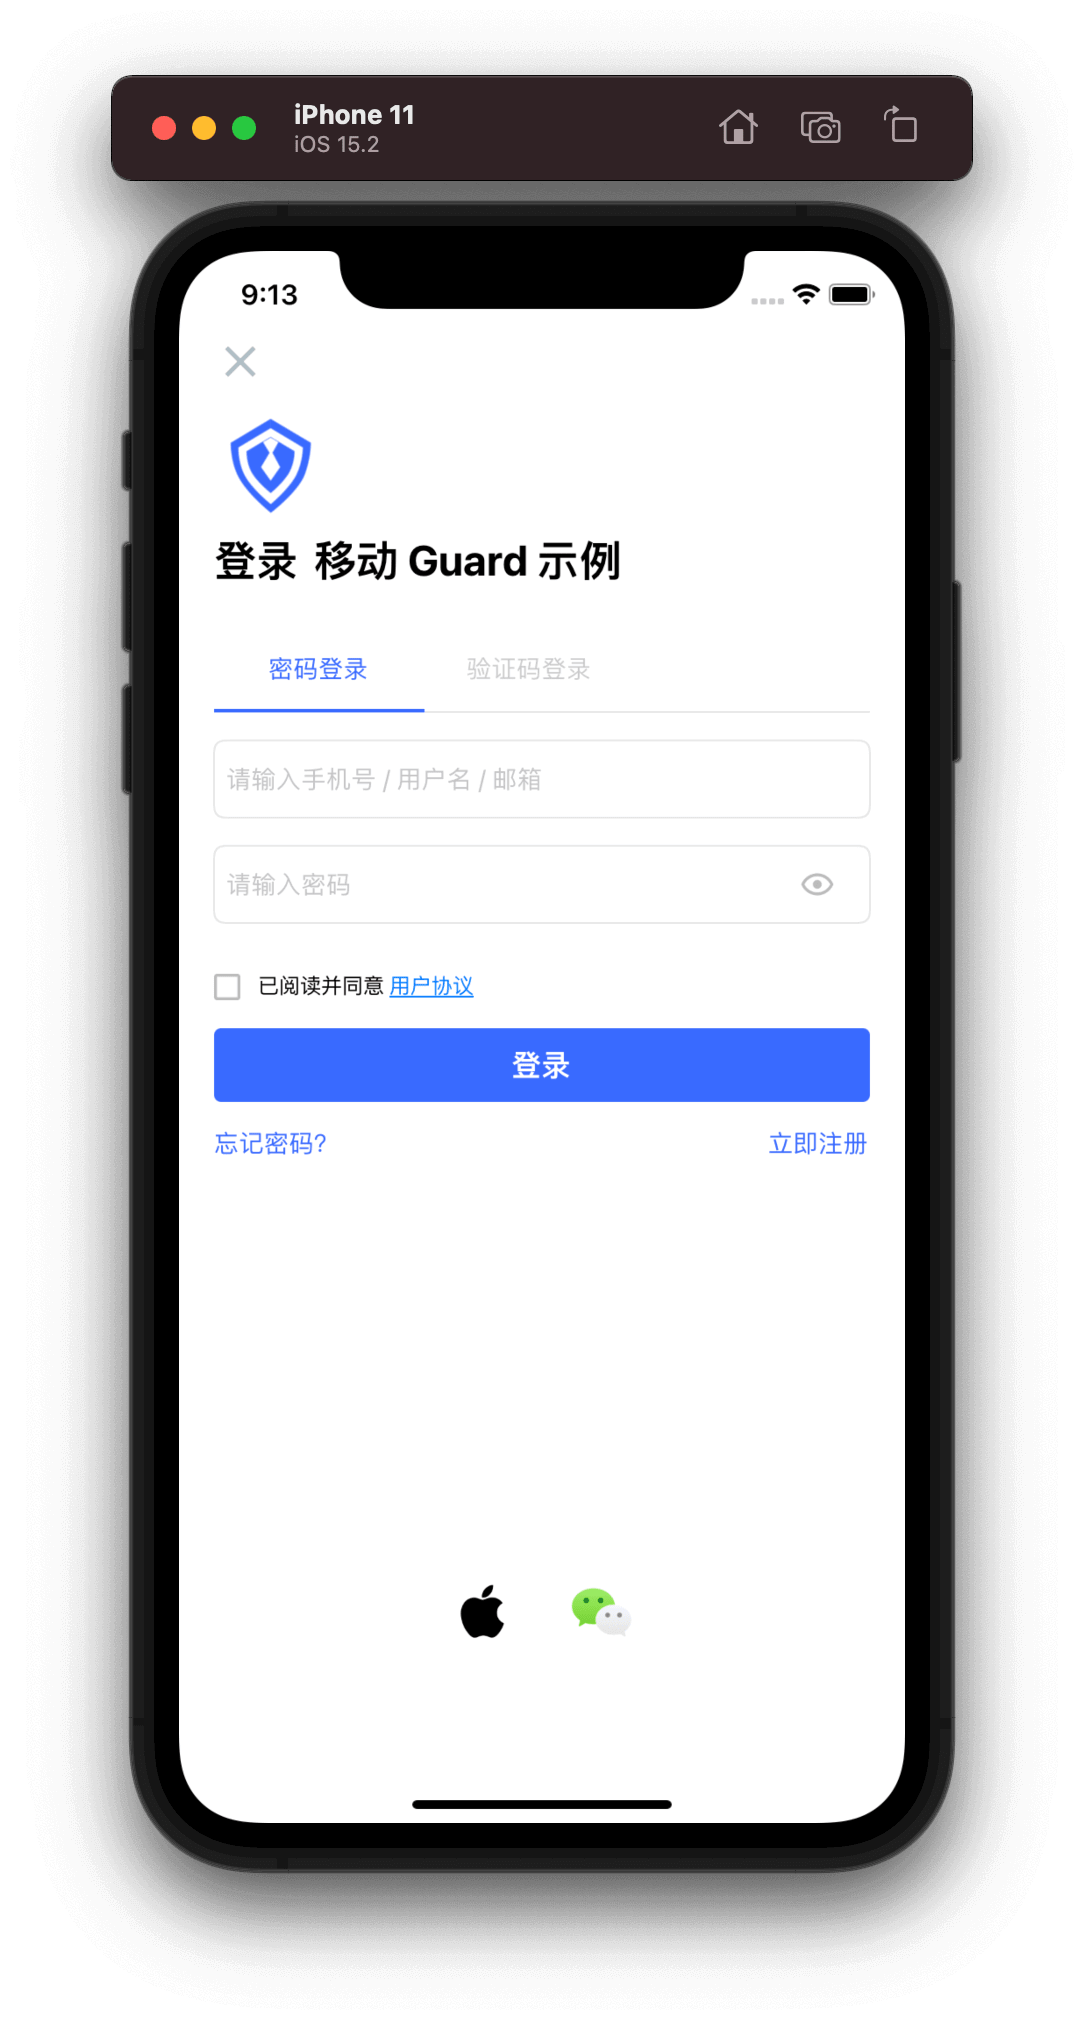 iPhone 11
iOS 15.2
9:13
登录 移动 Guard 示例
密码登录 验证码登录
请输入手机号 / 用户名 / 邮箱
请输入密码
已阅读并同意 用户协议
登录
忘记密码? 立即注册